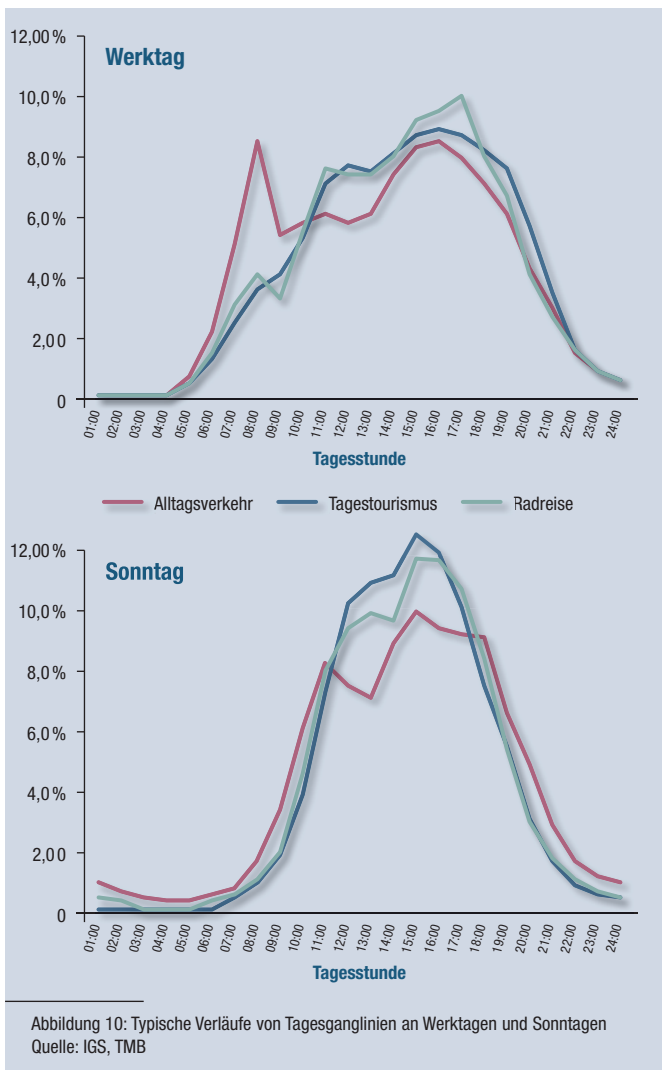 12,00 %
Werktag
10,0 %
8,0 %
6,0 %
4,0 %
2,00
0
01:00 02:00 03:00 04:00 05:00 06:00 07:00 08:00 09:00 10:00 11:00 12:00 13:00 14:00 15:00 16:00 17:00 18:00 19:00 20:00 21:00 22:00 23:00 24:00
Tagesstunde
Alltagsverkehr Tagestourismus Radreise
12,00 %
Sonntag
10,0 %
8,0 %
6,0 %
4,0 %
2,00
0
01:00 02:00 03:00 04:00 05:00 06:00 07:00 08:00 09:00 10:00 11:00 12:00 13:00 14:00 15:00 16:00 17:00 18:00 19:00 20:00 21:00 22:00 23:00 24:00
Tagesstunde
Abbildung 10: Typische Verläufe von Tagesganglinien an Werktagen und Sonntagen
Quelle: IGS, TMB